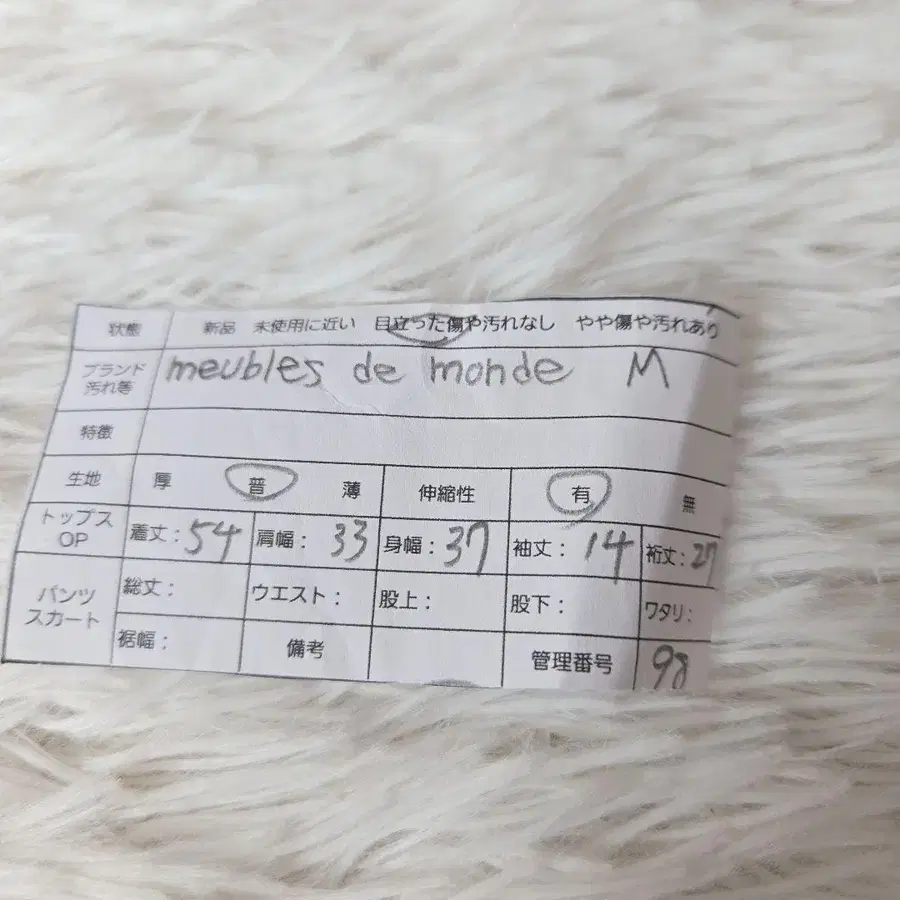 状態 新品 未使用に近い 目立った傷や汚れなし やや傷や汚れあり
ブランド 汚れ等 meubles de monde M
特徴
生地 厚 普 薄 伸縮性 有 無
トップス OP 着丈：54 肩幅：33 身幅：37 袖丈：14 裄丈：27
パンツ スカート 総丈： ウエスト： 股上： 股下： ワタリ：
裾幅： 備考 管理番号